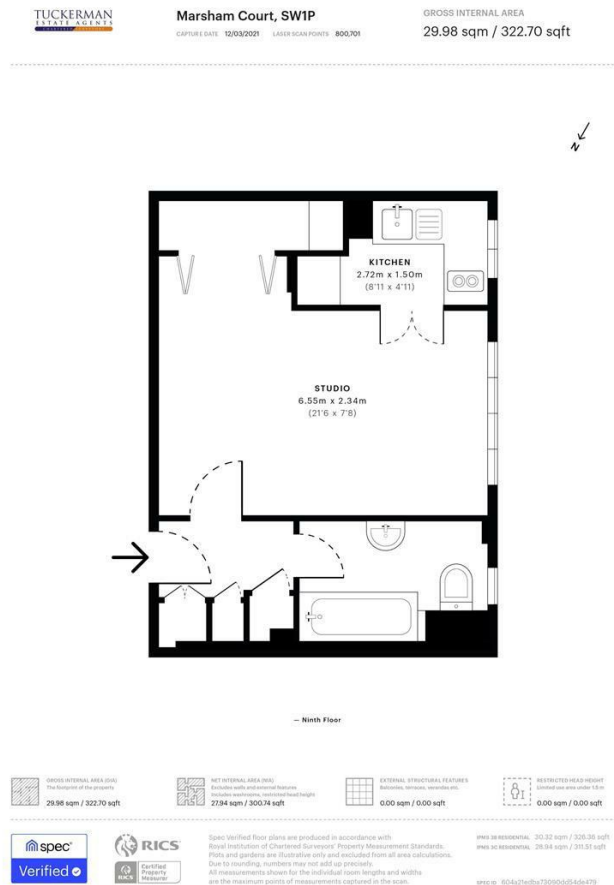 TUCKERMAN
ESTATE AGENTS
Marsham Court, SW1P
CAPTURE DATE 12/03/2021 LASER SCAN POINTS 800,701
GROSS INTERNAL AREA
29.98 sqm / 322.70 sqft
N
KITCHEN
2.72m x 1.50m
(8'11 x 4'11)
STUDIO
6.55m x 2.34m
(21'6 x 7'8)
— Ninth Floor
GROSS INTERNAL AREA (GIA)
The footprint of the property
29.98 sqm / 322.70 sqft
NET INTERNAL AREA (NIA)
Excludes walls and external features
Includes washrooms, restricted head height
27.94 sqm / 300.74 sqft
EXTERNAL STRUCTURAL FEATURES
Balconies, terraces, verandas etc.
0.00 sqm / 0.00 sqft
RESTRICTED HEAD HEIGHT
Limited use area under 1.5 m
0.00 sqm / 0.00 sqft
spec
Verified
RICS
RICS
Certified
Property
Measurer
Spec Verified floor plans are produced in accordance with
Royal Institution of Chartered Surveyors' Property Measurement Standards.
Plots and gardens are illustrative only and excluded from all area calculations.
Due to rounding, numbers may not add up precisely.
All measurements shown for the individual room lengths and widths
are the maximum points of measurements captured in the scan.
IPMS 3B RESIDENTIAL 30.32 sqm / 326.36 sqft
IPMS 3C RESIDENTIAL 28.94 sqm / 311.51 sqft
SPEC ID